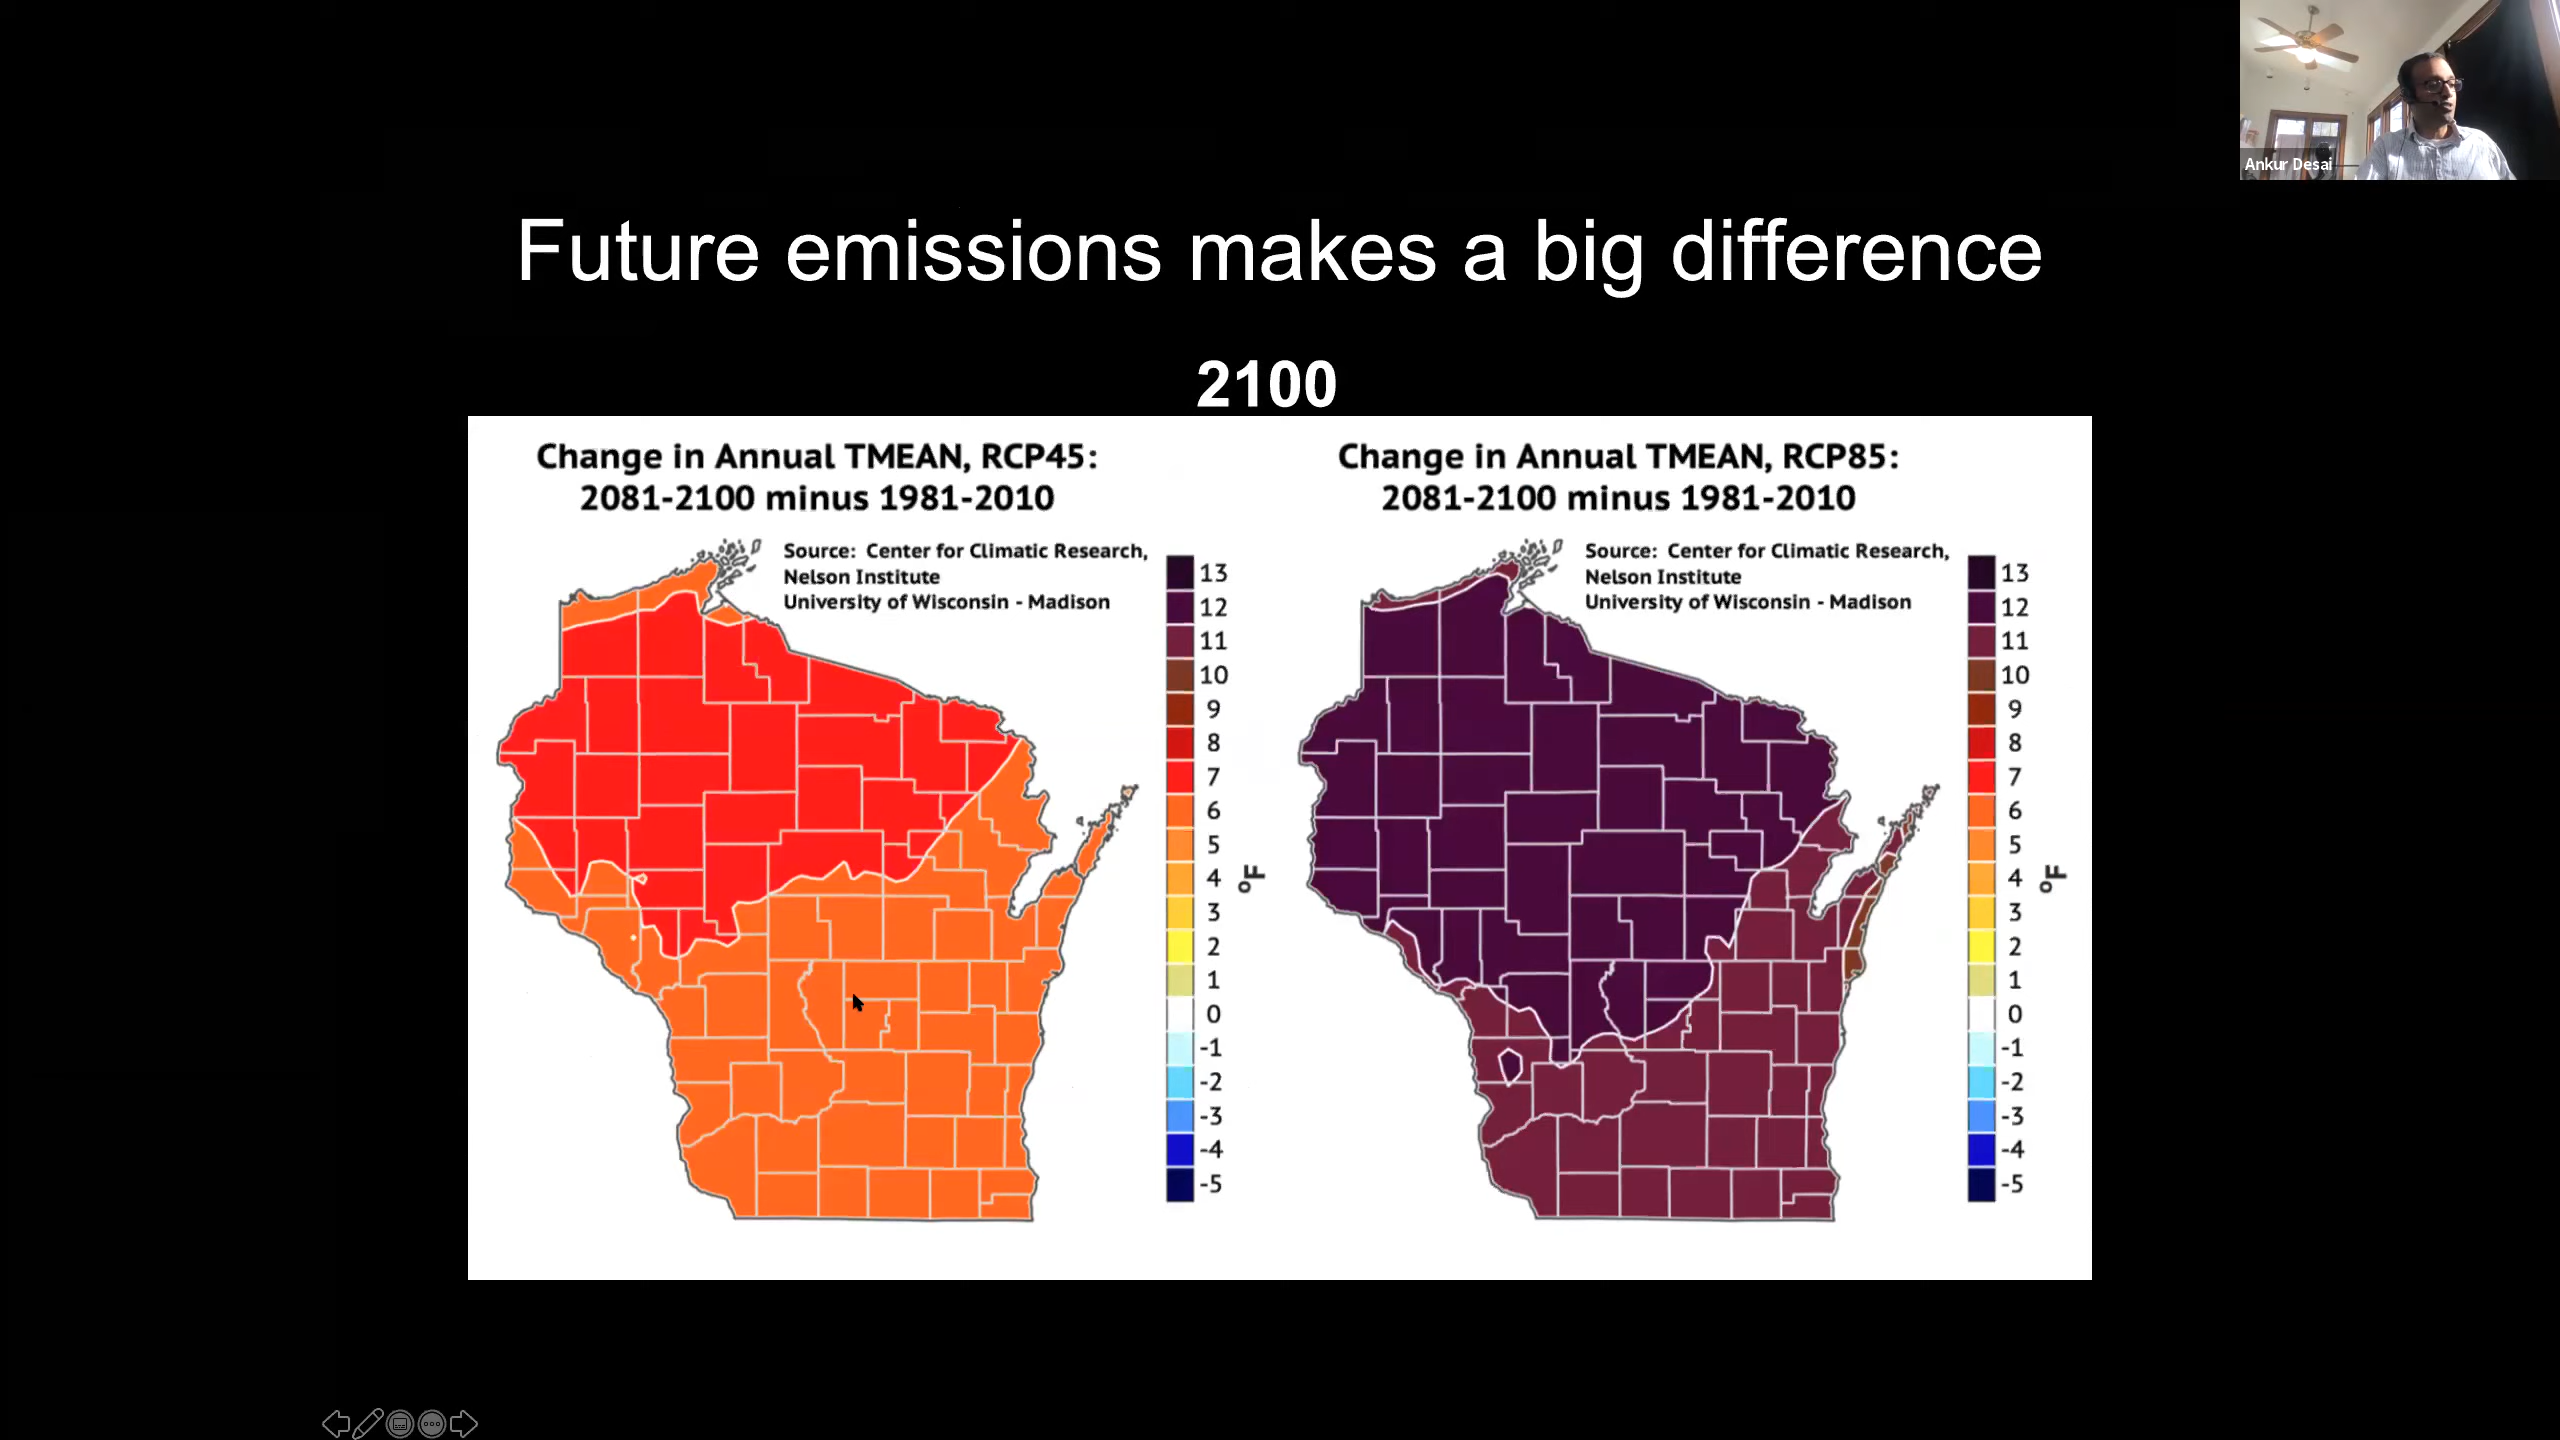 Ankur Desai
Future emissions makes a big difference
2100
Change in Annual TMEAN, RCP45:
2081-2100 minus 1981-2010
Source: Center for Climatic Research,
Nelson Institute
University of Wisconsin - Madison
13
12
11
10
9
8
7
6
5
4
3
2
1
0
-1
-2
-3
-4
-5
°F
Change in Annual TMEAN, RCP85:
2081-2100 minus 1981-2010
Source: Center for Climatic Research,
Nelson Institute
University of Wisconsin - Madison
13
12
11
10
9
8
7
6
5
4
3
2
1
0
-1
-2
-3
-4
-5
°F